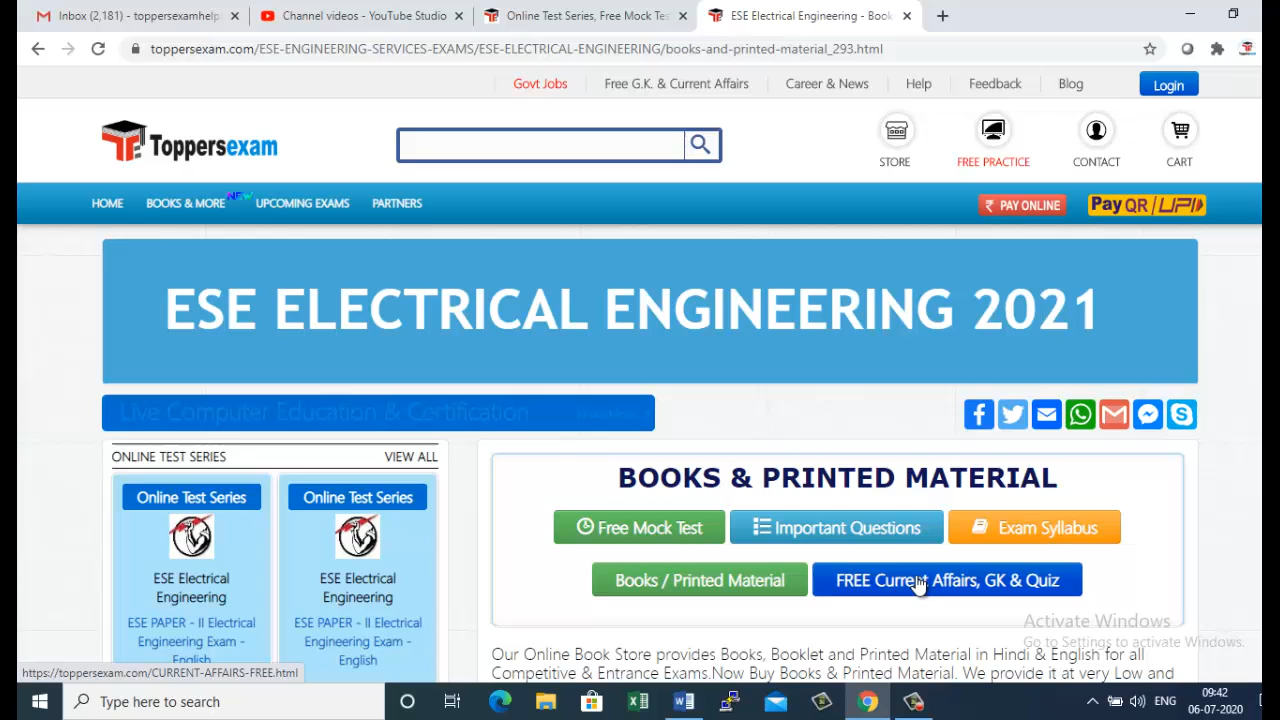 Inbox (2,181) - toppersexamhelp
Channel videos - YouTube Studio
Online Test Series, Free Mock Tes
ESE Electrical Engineering - Book
toppersexam.com/ESE-ENGINEERING-SERVICES-EXAMS/ESE-ELECTRICAL-ENGINEERING/books-and-printed-material_293.html
Govt Jobs
Free G.K. & Current Affairs
Career & News
Help
Feedback
Blog
Login
Toppersexam
STORE
FREE PRACTICE
CONTACT
CART
HOME
BOOKS & MORE
NEW
UPCOMING EXAMS
PARTNERS
₹ PAY ONLINE
Pay QR UPI
ESE ELECTRICAL ENGINEERING 2021
Live Computer Education & Certification
ONLINE TEST SERIES
VIEW ALL
Online Test Series
ESE Electrical
Engineering
ESE PAPER - II Electrical
Engineering Exam -
English
Online Test Series
ESE Electrical
Engineering
ESE PAPER - II Electrical
Engineering Exam -
English
BOOKS & PRINTED MATERIAL
Free Mock Test
Important Questions
Exam Syllabus
Books / Printed Material
FREE Current Affairs, GK & Quiz
Activate Windows
Go to Settings to activate Windows.
Our Online Book Store provides Books, Booklet and Printed Material in Hindi & English for all
Competitive & Entrance Exams.Now Buy Books & Printed Material. We provide it at very Low and
https://toppersexam.com/CURRENT-AFFAIRS-FREE.html
Type here to search
ENG
09:42
06-07-2020